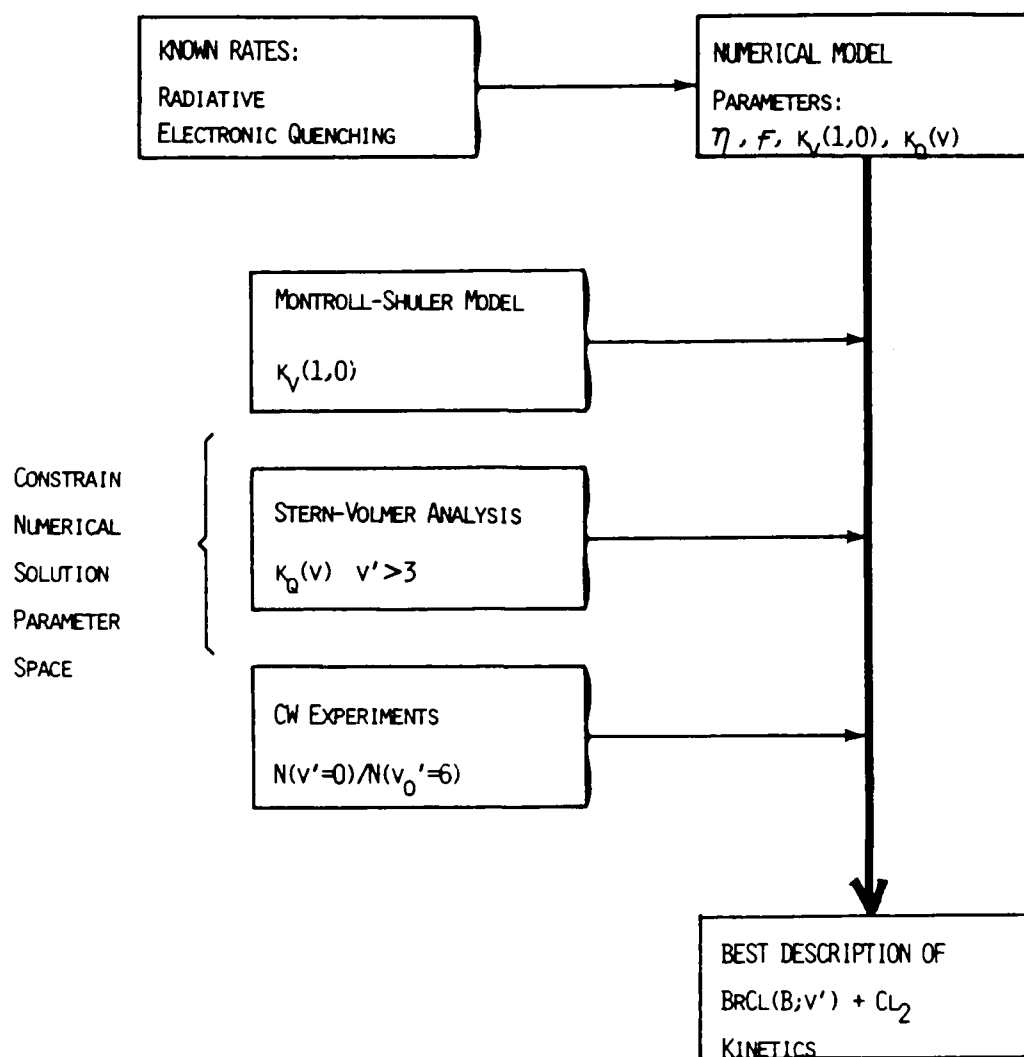 KNOWN RATES:
RADIATIVE
ELECTRONIC QUENCHING
NUMERICAL MODEL
PARAMETERS:
η, F, K_V(1,0), K_Q(V)
MONTROLL-SHULER MODEL
K_V(1,0)
CONSTRAIN
NUMERICAL
SOLUTION
PARAMETER
SPACE
STERN-VOLMER ANALYSIS
K_Q(V) V'>3
CW EXPERIMENTS
N(V'=0)/N(V_O'=6)
BEST DESCRIPTION OF
BRCL(B;V') + CL_2
KINETICS